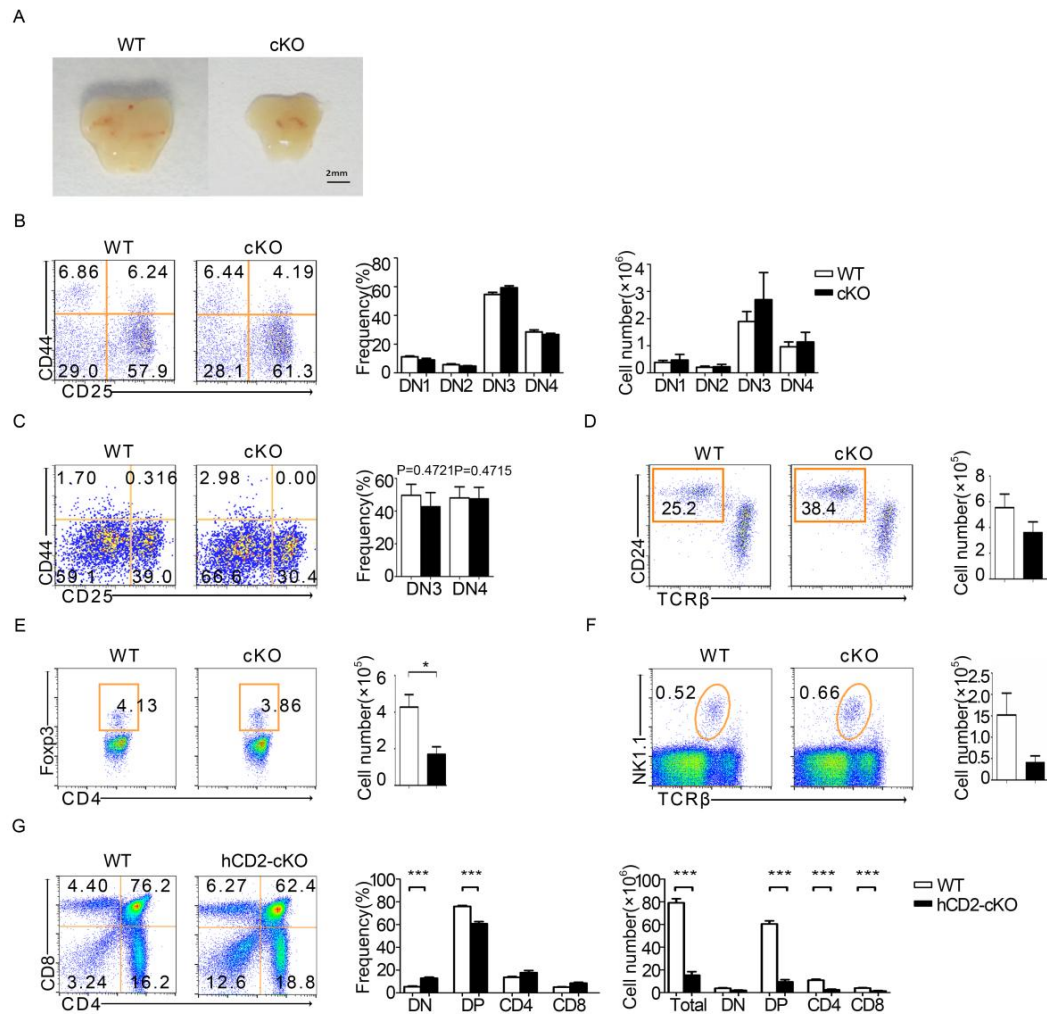 A
WT cKO
2mm
B
WT cKO
6.86 6.24 6.44 4.19
29.0 57.9 28.1 61.3
CD44
CD25
Frequency(%)
80
60
40
20
0
DN1 DN2 DN3 DN4
Cell number(×10⁶)
5
4
3
2
1
0
DN1 DN2 DN3 DN4
WT
cKO
C
WT cKO
1.70 0.316 2.98 0.00
59.1 39.0 66.6 30.4
CD44
CD25
P=0.4721 P=0.4715
Frequency(%)
80
60
40
20
0
DN3 DN4
D
WT cKO
25.2 38.4
CD24
TCRβ
Cell number(×10⁵)
8
6
4
2
0
E
WT cKO
4.13 3.86
Foxp3
CD4
*
Cell number(×10⁵)
6
4
2
0
F
WT cKO
0.52 0.66
NK1.1
TCRβ
Cell number(×10⁵)
2.5
2.0
15
1.0
0.5
0
G
WT hCD2-cKO
4.40 76.2 6.27 62.4
3.24 16.2 12.6 18.8
CD8
CD4
*** ***
Frequency(%)
100
80
60
40
20
0
DN DP CD4 CD8
*** *** *** ***
Cell number(×10⁶)
100
80
60
40
20
0
Total DN DP CD4 CD8
WT
hCD2-cKO